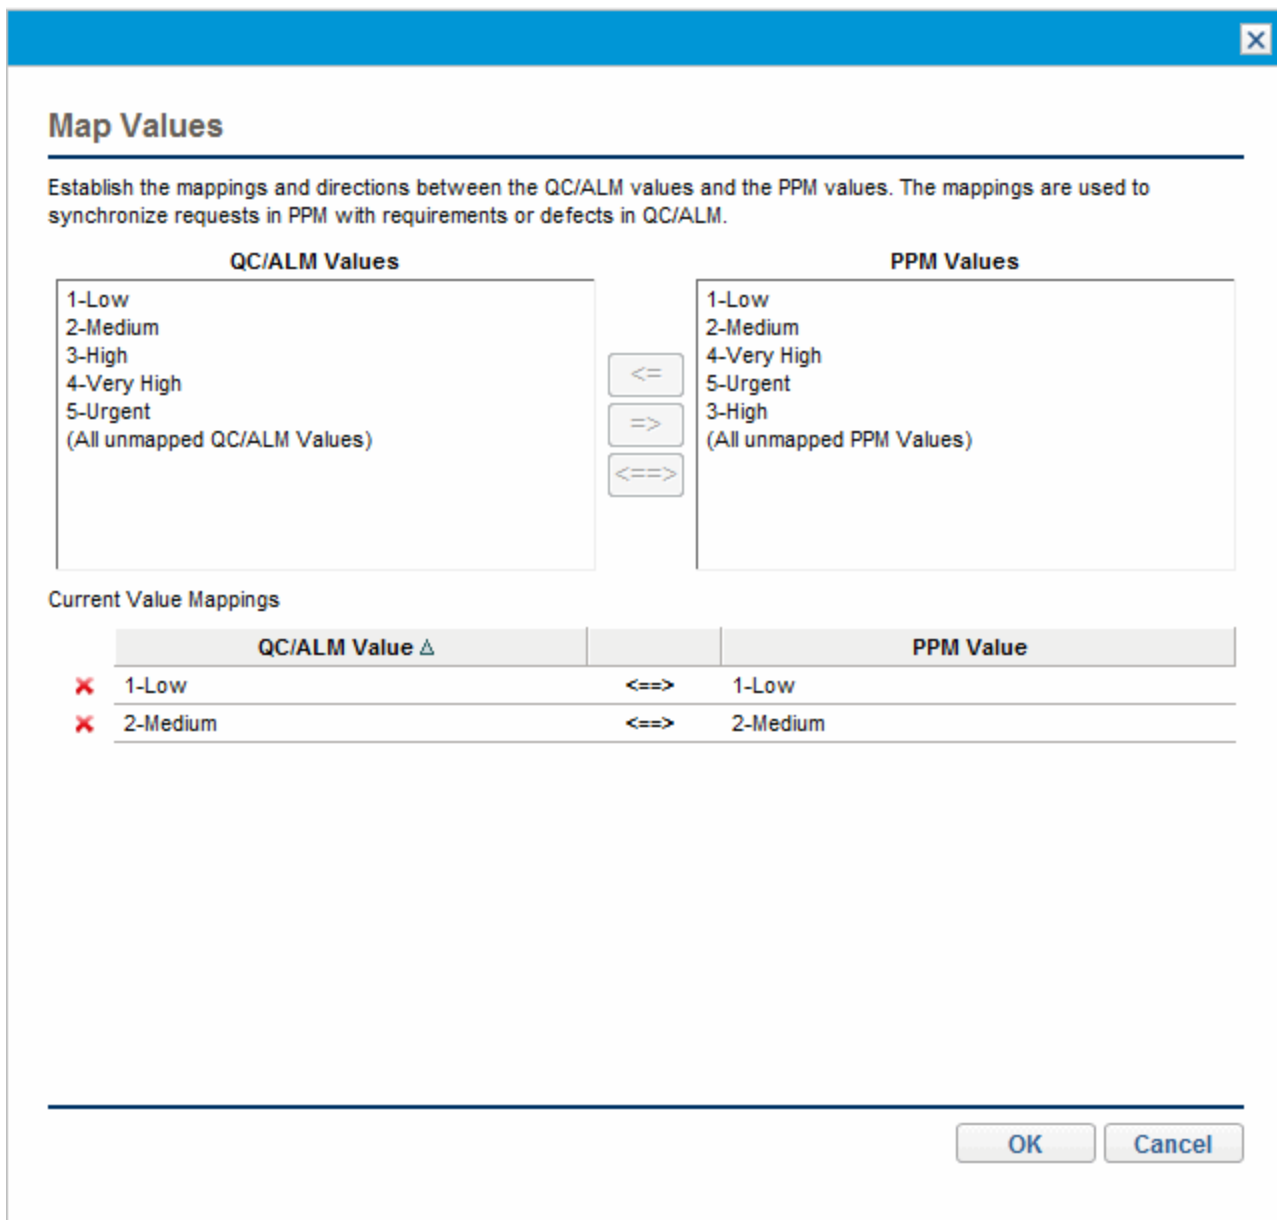 Map Values
Establish the mappings and directions between the QC/ALM values and the PPM values. The mappings are used to
synchronize requests in PPM with requirements or defects in QC/ALM.
QC/ALM Values
1-Low
2-Medium
3-High
4-Very High
5-Urgent
(All unmapped QC/ALM Values)
<=
=>
<==>
PPM Values
1-Low
2-Medium
4-Very High
5-Urgent
3-High
(All unmapped PPM Values)
Current Value Mappings
QC/ALM Value △ PPM Value
1-Low <==> 1-Low
2-Medium <==> 2-Medium
OK Cancel